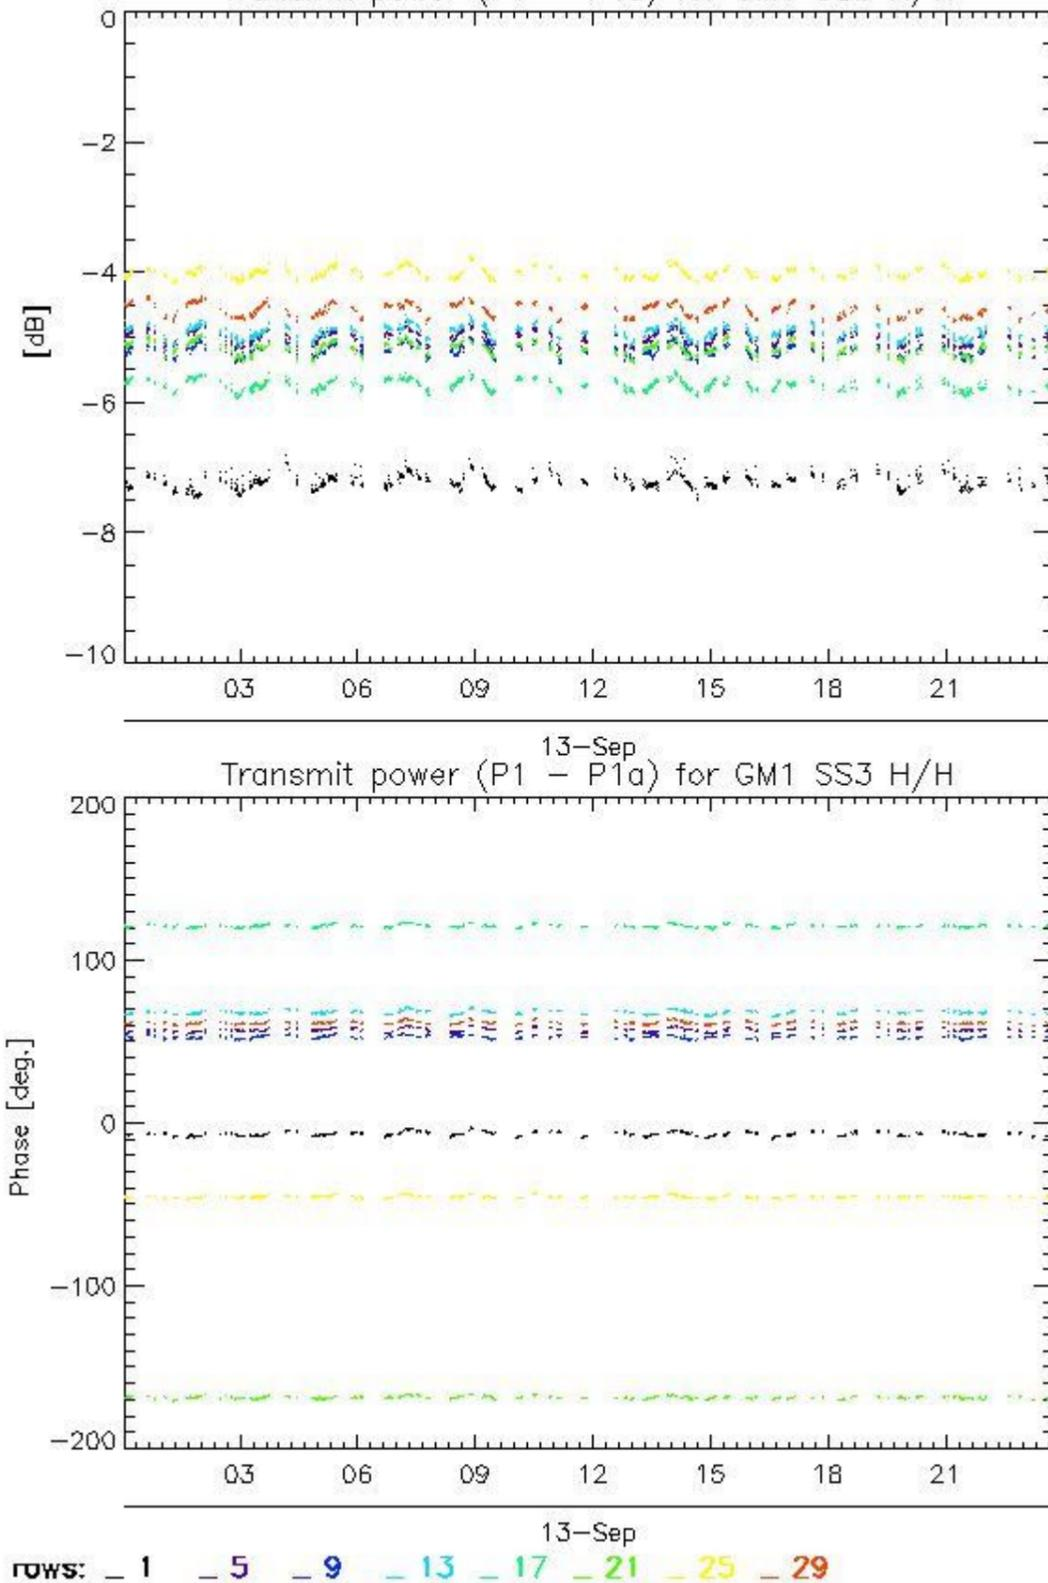 0
-2
-4
-6
-8
-10
[dB]
03 06 09 12 15 18 21
13-Sep
Transmit power (P1 - P1a) for GM1 SS3 H/H
200
100
0
-100
-200
Phase [deg.]
03 06 09 12 15 18 21
13-Sep
rows: _ 1 _ 5 _ 9 _ 13 _ 17 _ 21 _ 25 _ 29